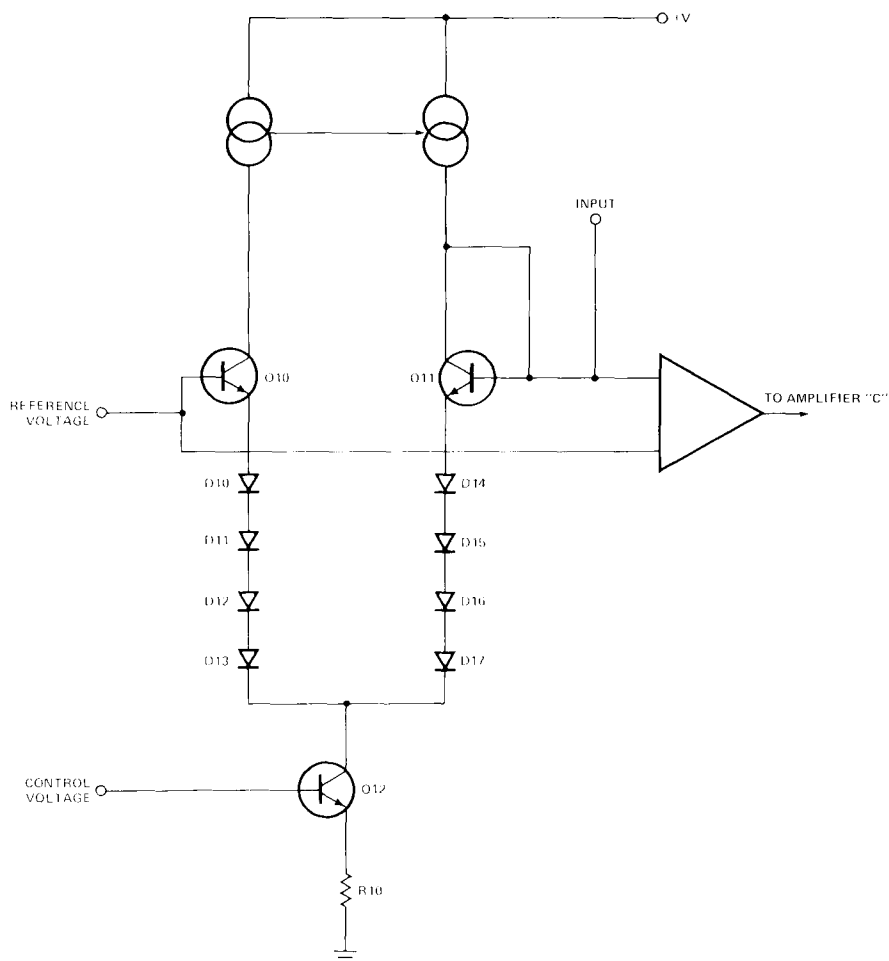 +V
INPUT
Q10
Q11
REFERENCE
VOLTAGE
TO AMPLIFIER "C"
D10
D14
D11
D15
D12
D16
D13
D17
CONTROL
VOLTAGE
Q12
R10